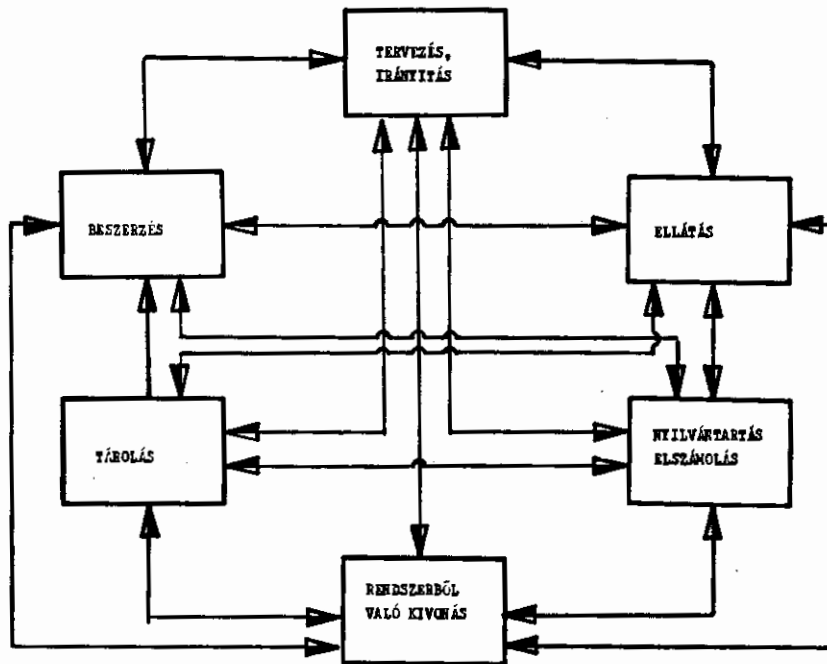 TERVEZÉS,
IRÁNYITÁS
BESZERZÉS
ELLÁTÁS
TÁROLÁS
NYILVÁNTARTÁS
ELSZÁMOLÁS
RENDSZERBŐL
VALÓ KIVONÁS